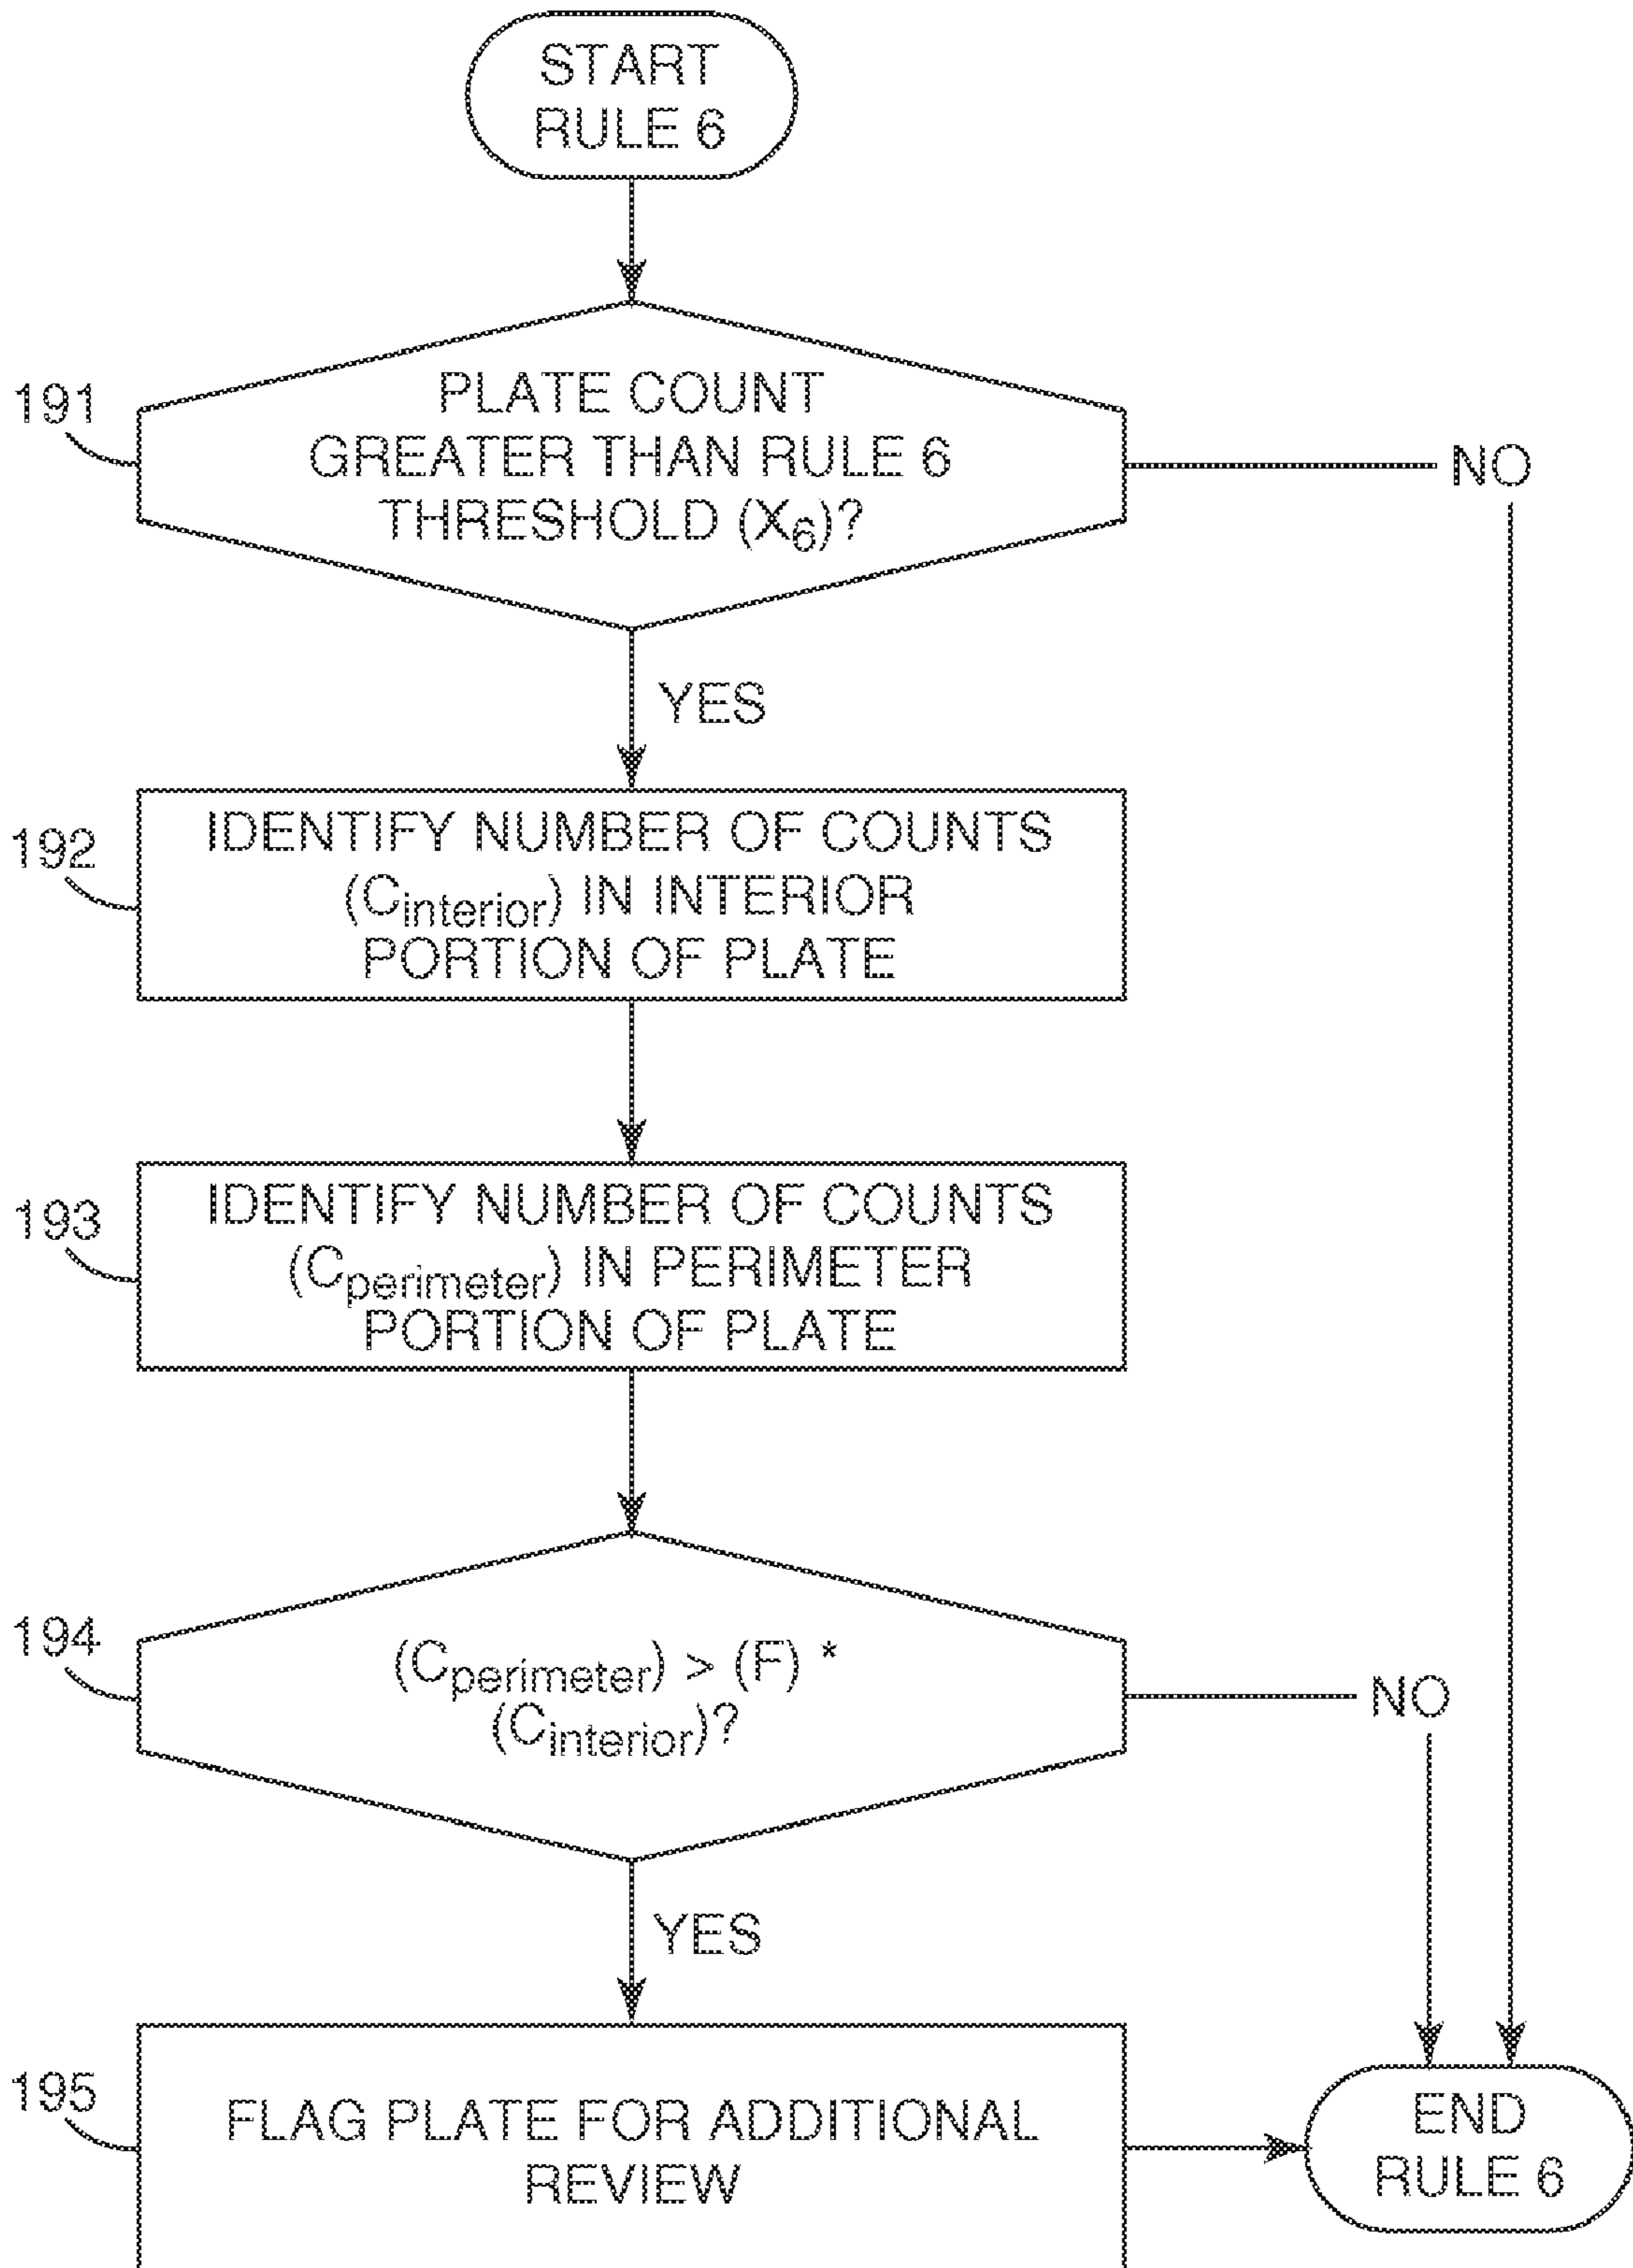 START
RULE 6
191
PLATE COUNT
GREATER THAN RULE 6
THRESHOLD (X6)?
NO
YES
192
IDENTIFY NUMBER OF COUNTS
(Cinterior) IN INTERIOR
PORTION OF PLATE
193
IDENTIFY NUMBER OF COUNTS
(Cperimeter) IN PERIMETER
PORTION OF PLATE
194
(Cperimeter) > (F) *
(Cinterior)?
NO
YES
195
FLAG PLATE FOR ADDITIONAL
REVIEW
END
RULE 6